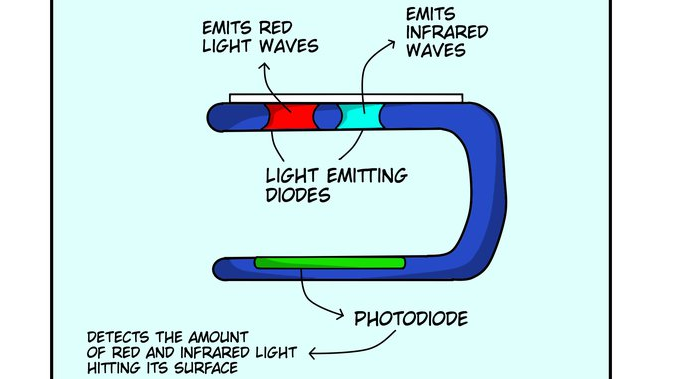 EMITS RED
LIGHT WAVES
EMITS
INFRARED
WAVES
LIGHT EMITTING
DIODES
PHOTODIODE
DETECTS THE AMOUNT
OF RED AND INFRARED LIGHT
HITTING ITS SURFACE